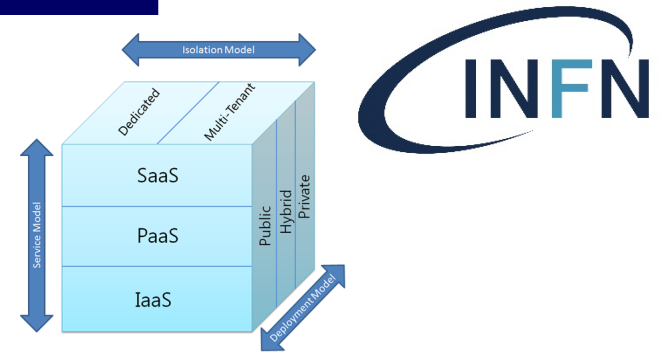 Isolation Model
INFN
Dedicated
Multi-Tenant
Service Model
SaaS
PaaS
IaaS
Public
Hybrid
Private
Deployment Model